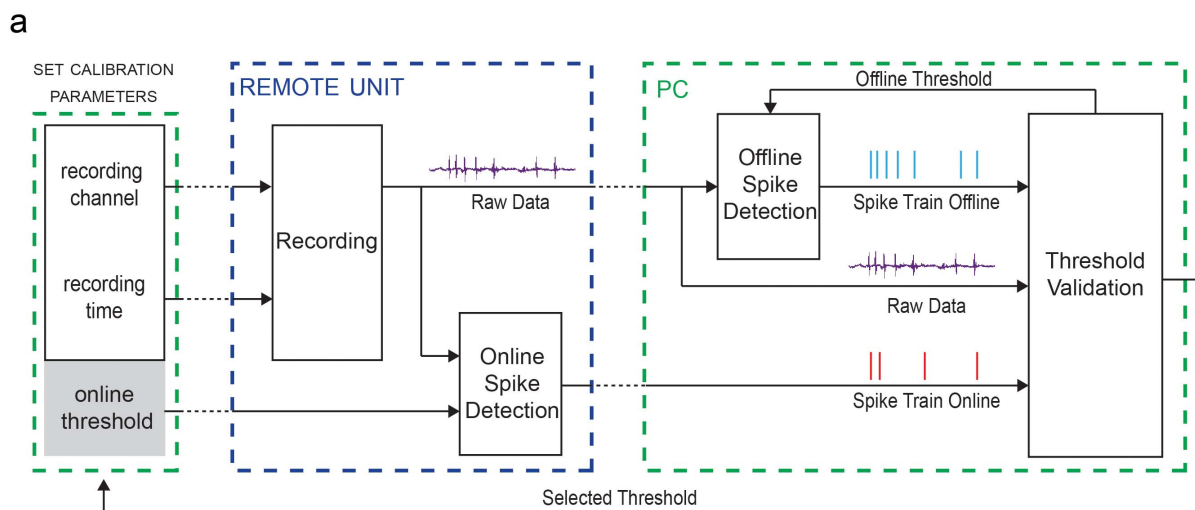 a
SET CALIBRATION
PARAMETERS
recording
channel
recording
time
online
threshold
REMOTE UNIT
Recording
Raw Data
Online
Spike
Detection
PC
Offline Threshold
Offline
Spike
Detection
Spike Train Offline
Raw Data
Spike Train Online
Threshold
Validation
Selected Threshold